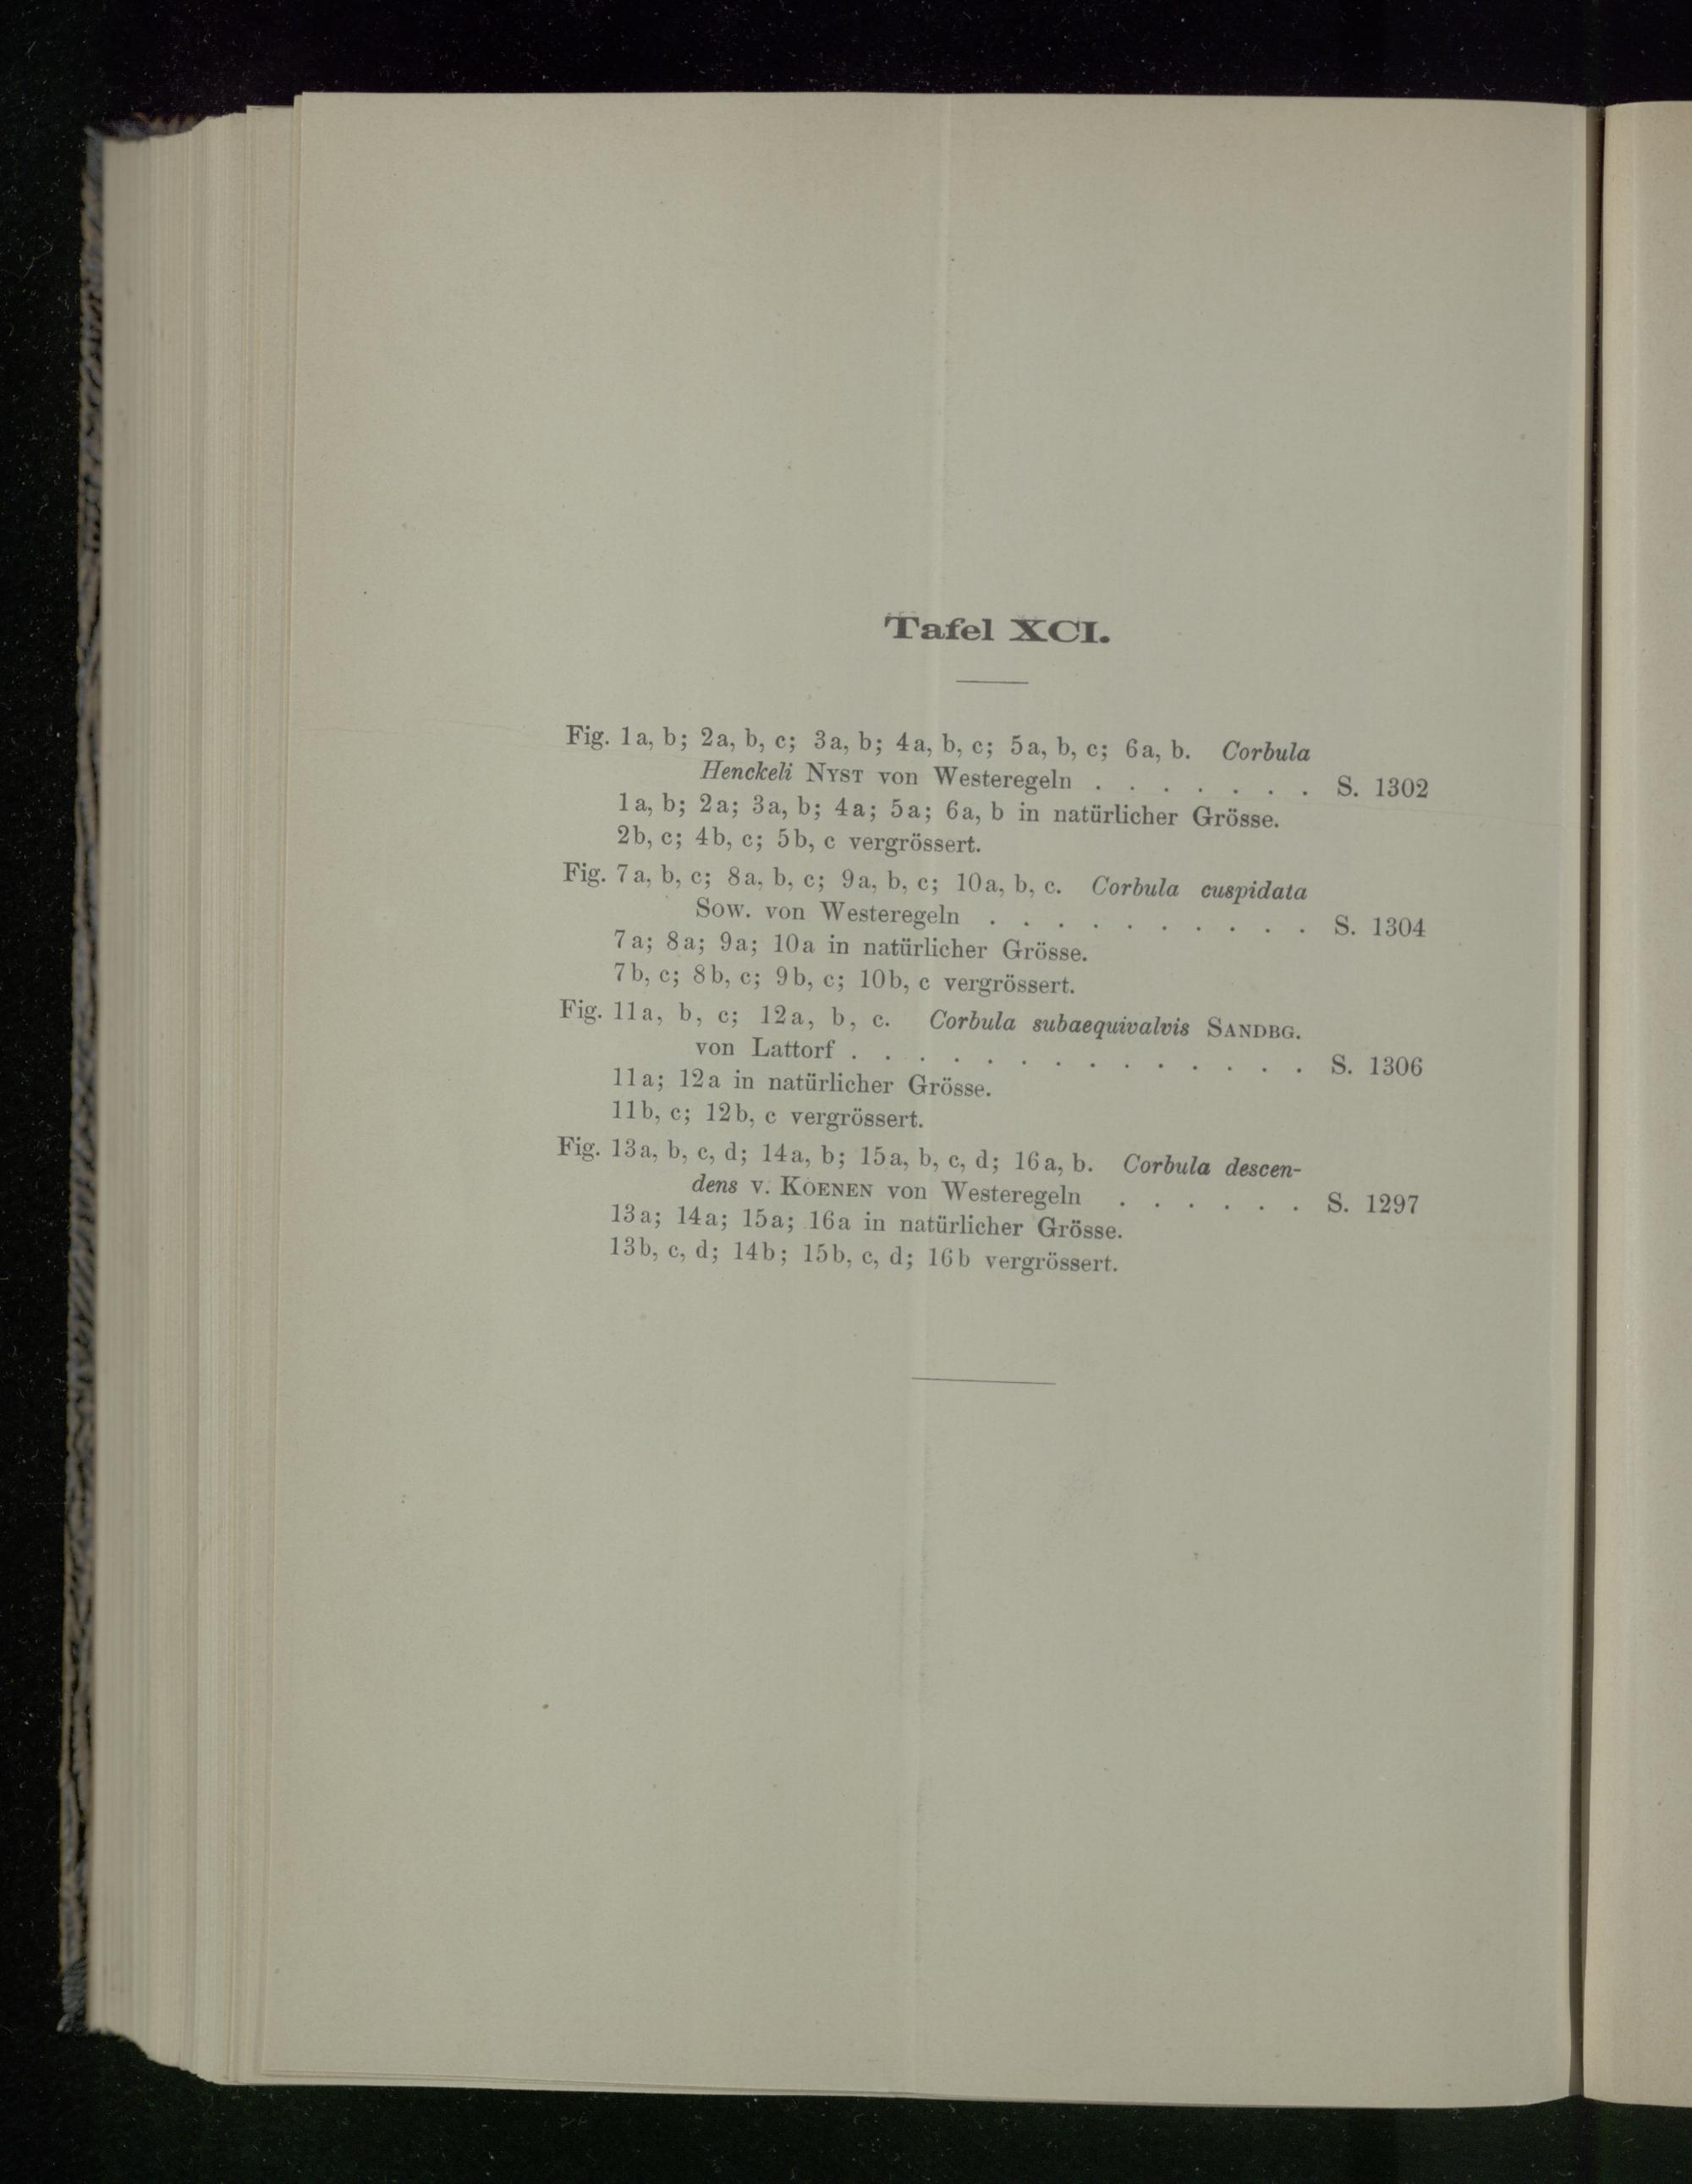 Tafel XCI.
Fig. 1a, b; 2a, b, c; 3a, b; 4a, b, c; 5a, b, c; 6a, b. Corbula
Henckeli NYST von Westeregeln . . . . . . . S. 1302
1a, b; 2a; 3a, b; 4a; 5a; 6a, b in natürlicher Grösse.
2b, c; 4b, c; 5b, c vergrössert.
Fig. 7a, b, c; 8a, b, c; 9a, b, c; 10a, b, c. Corbula cuspidata
SOW. von Westeregeln . . . . . . . . . . S. 1304
7a; 8a; 9a; 10a in natürlicher Grösse.
7b, c; 8b, c; 9b, c; 10b, c vergrössert.
Fig. 11a, b, c; 12a, b, c. Corbula subaequivalvis SANDBG.
von Lattorf . . . . . . . . . . . . . . S. 1306
11a; 12a in natürlicher Grösse.
11b, c; 12b, c vergrössert.
Fig. 13a, b, c, d; 14a, b; 15a, b, c, d; 16a, b. Corbula descen-
dens v. KOENEN von Westeregeln . . . . . . S. 1297
13a; 14a; 15a; 16a in natürlicher Grösse.
13b, c, d; 14b; 15b, c, d; 16b vergrössert.